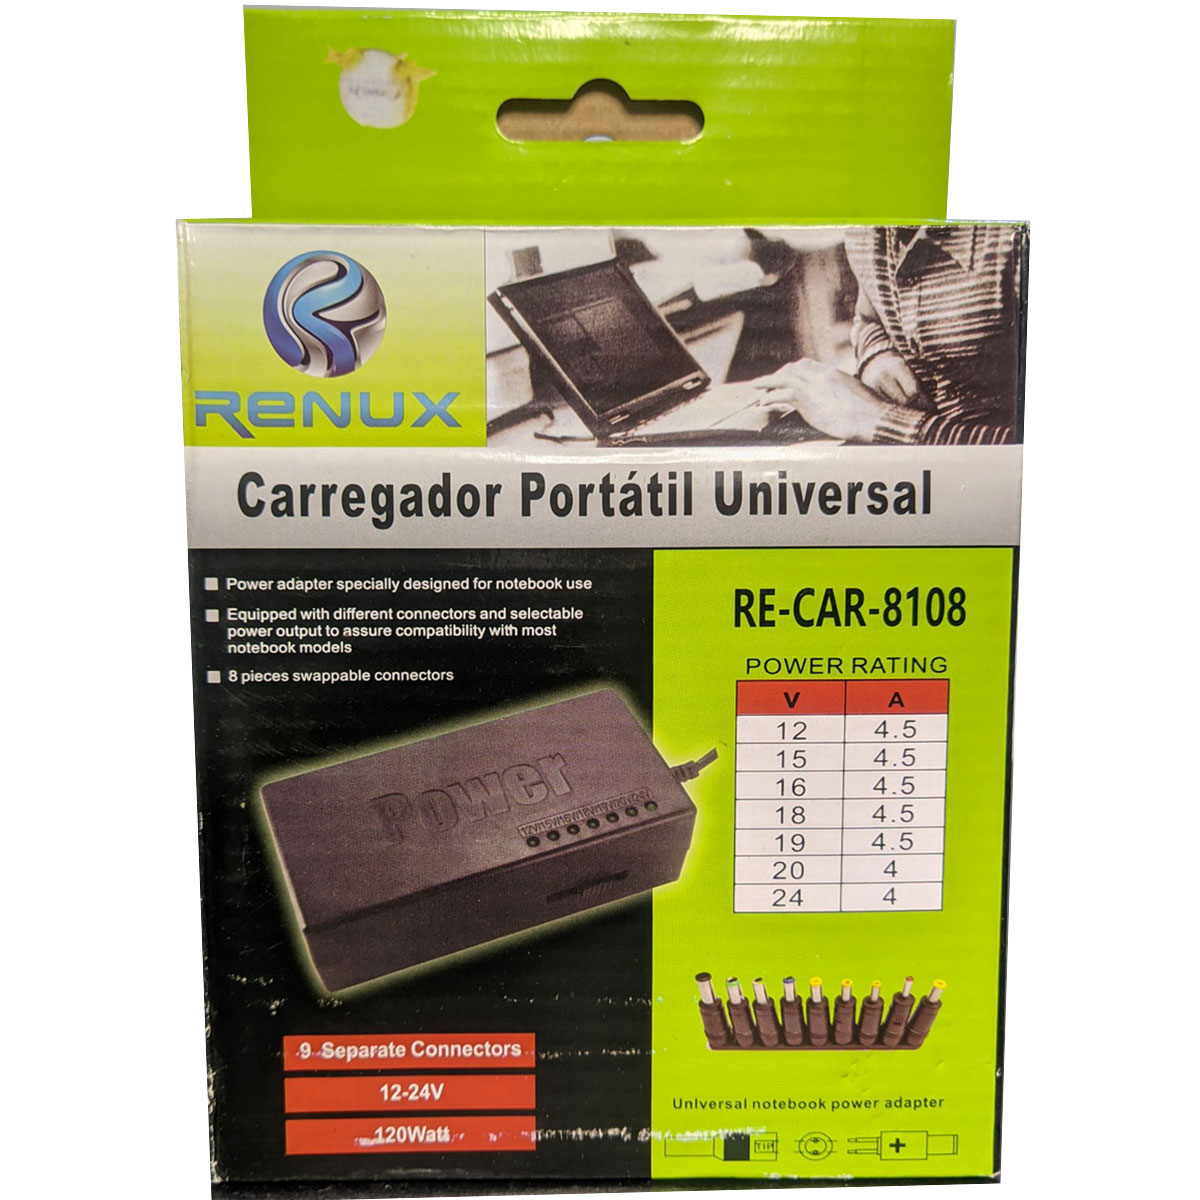 RENUX
Carregador Portátil Universal
Power adapter specially designed for notebook use
Equipped with different connectors and selectable
power output to assure compatibility with most
notebook models
8 pieces swappable connectors
RE-CAR-8108
POWER RATING
V A
12 4.5
15 4.5
16 4.5
18 4.5
19 4.5
20 4
24 4
Power
9 Separate Connectors
12-24V
120Watt
Universal notebook power adapter
TIP
+